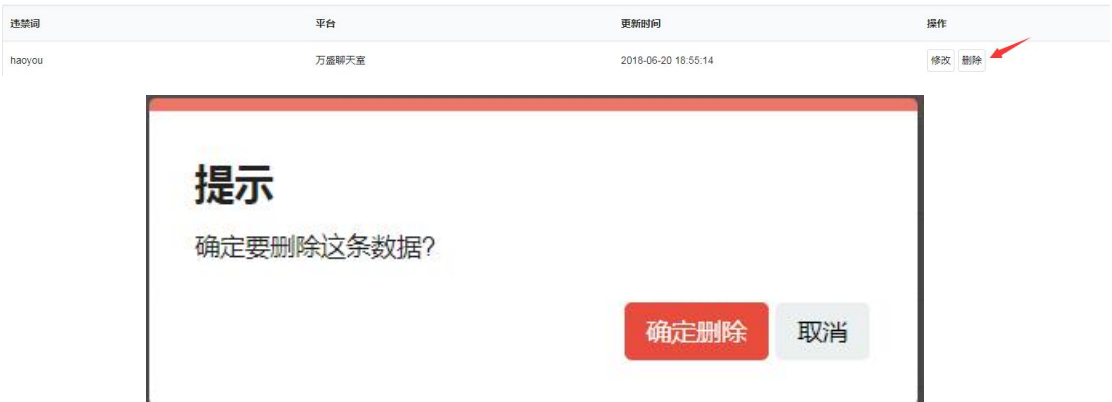 违禁词 平台 更新时间 操作
haoyou 万盛聊天室 2018-06-20 18:55:14 修改 删除
提示
确定要删除这条数据?
确定删除 取消